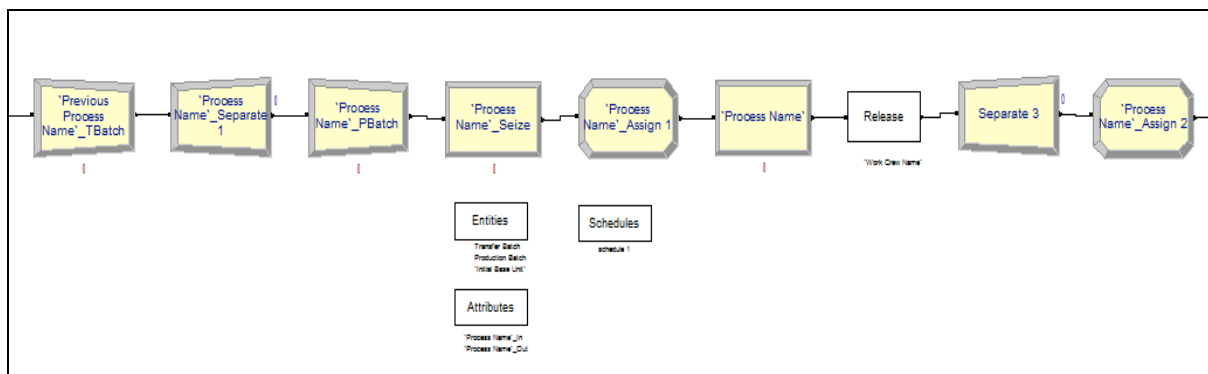 `Previous
Process
Name'_TBatch
`Process
Name'_Separate
1
`Process
Name'_PBatch
`Process
Name'_Seize
`Process
Name'_Assign 1
`Process Name'
Release
"Work Crew Name"
Separate 3
`Process
Name'_Assign 2
Entities
Transfer Batch
Production Batch
"Initial Base Unit"
Schedules
schedule 1
Attributes
"Process Name"_In
"Process Name"_Out